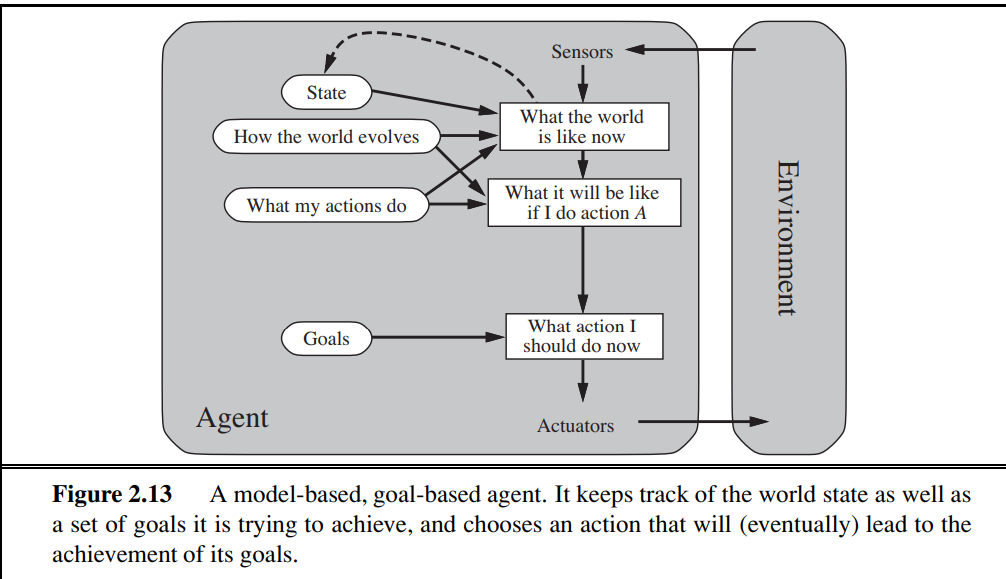 Sensors
State
What the world
is like now
How the world evolves
What it will be like
if I do action A
What my actions do
Environment
What action I
should do now
Goals
Agent
Actuators
Figure 2.13 A model-based, goal-based agent. It keeps track of the world state as well as
a set of goals it is trying to achieve, and chooses an action that will (eventually) lead to the
achievement of its goals.